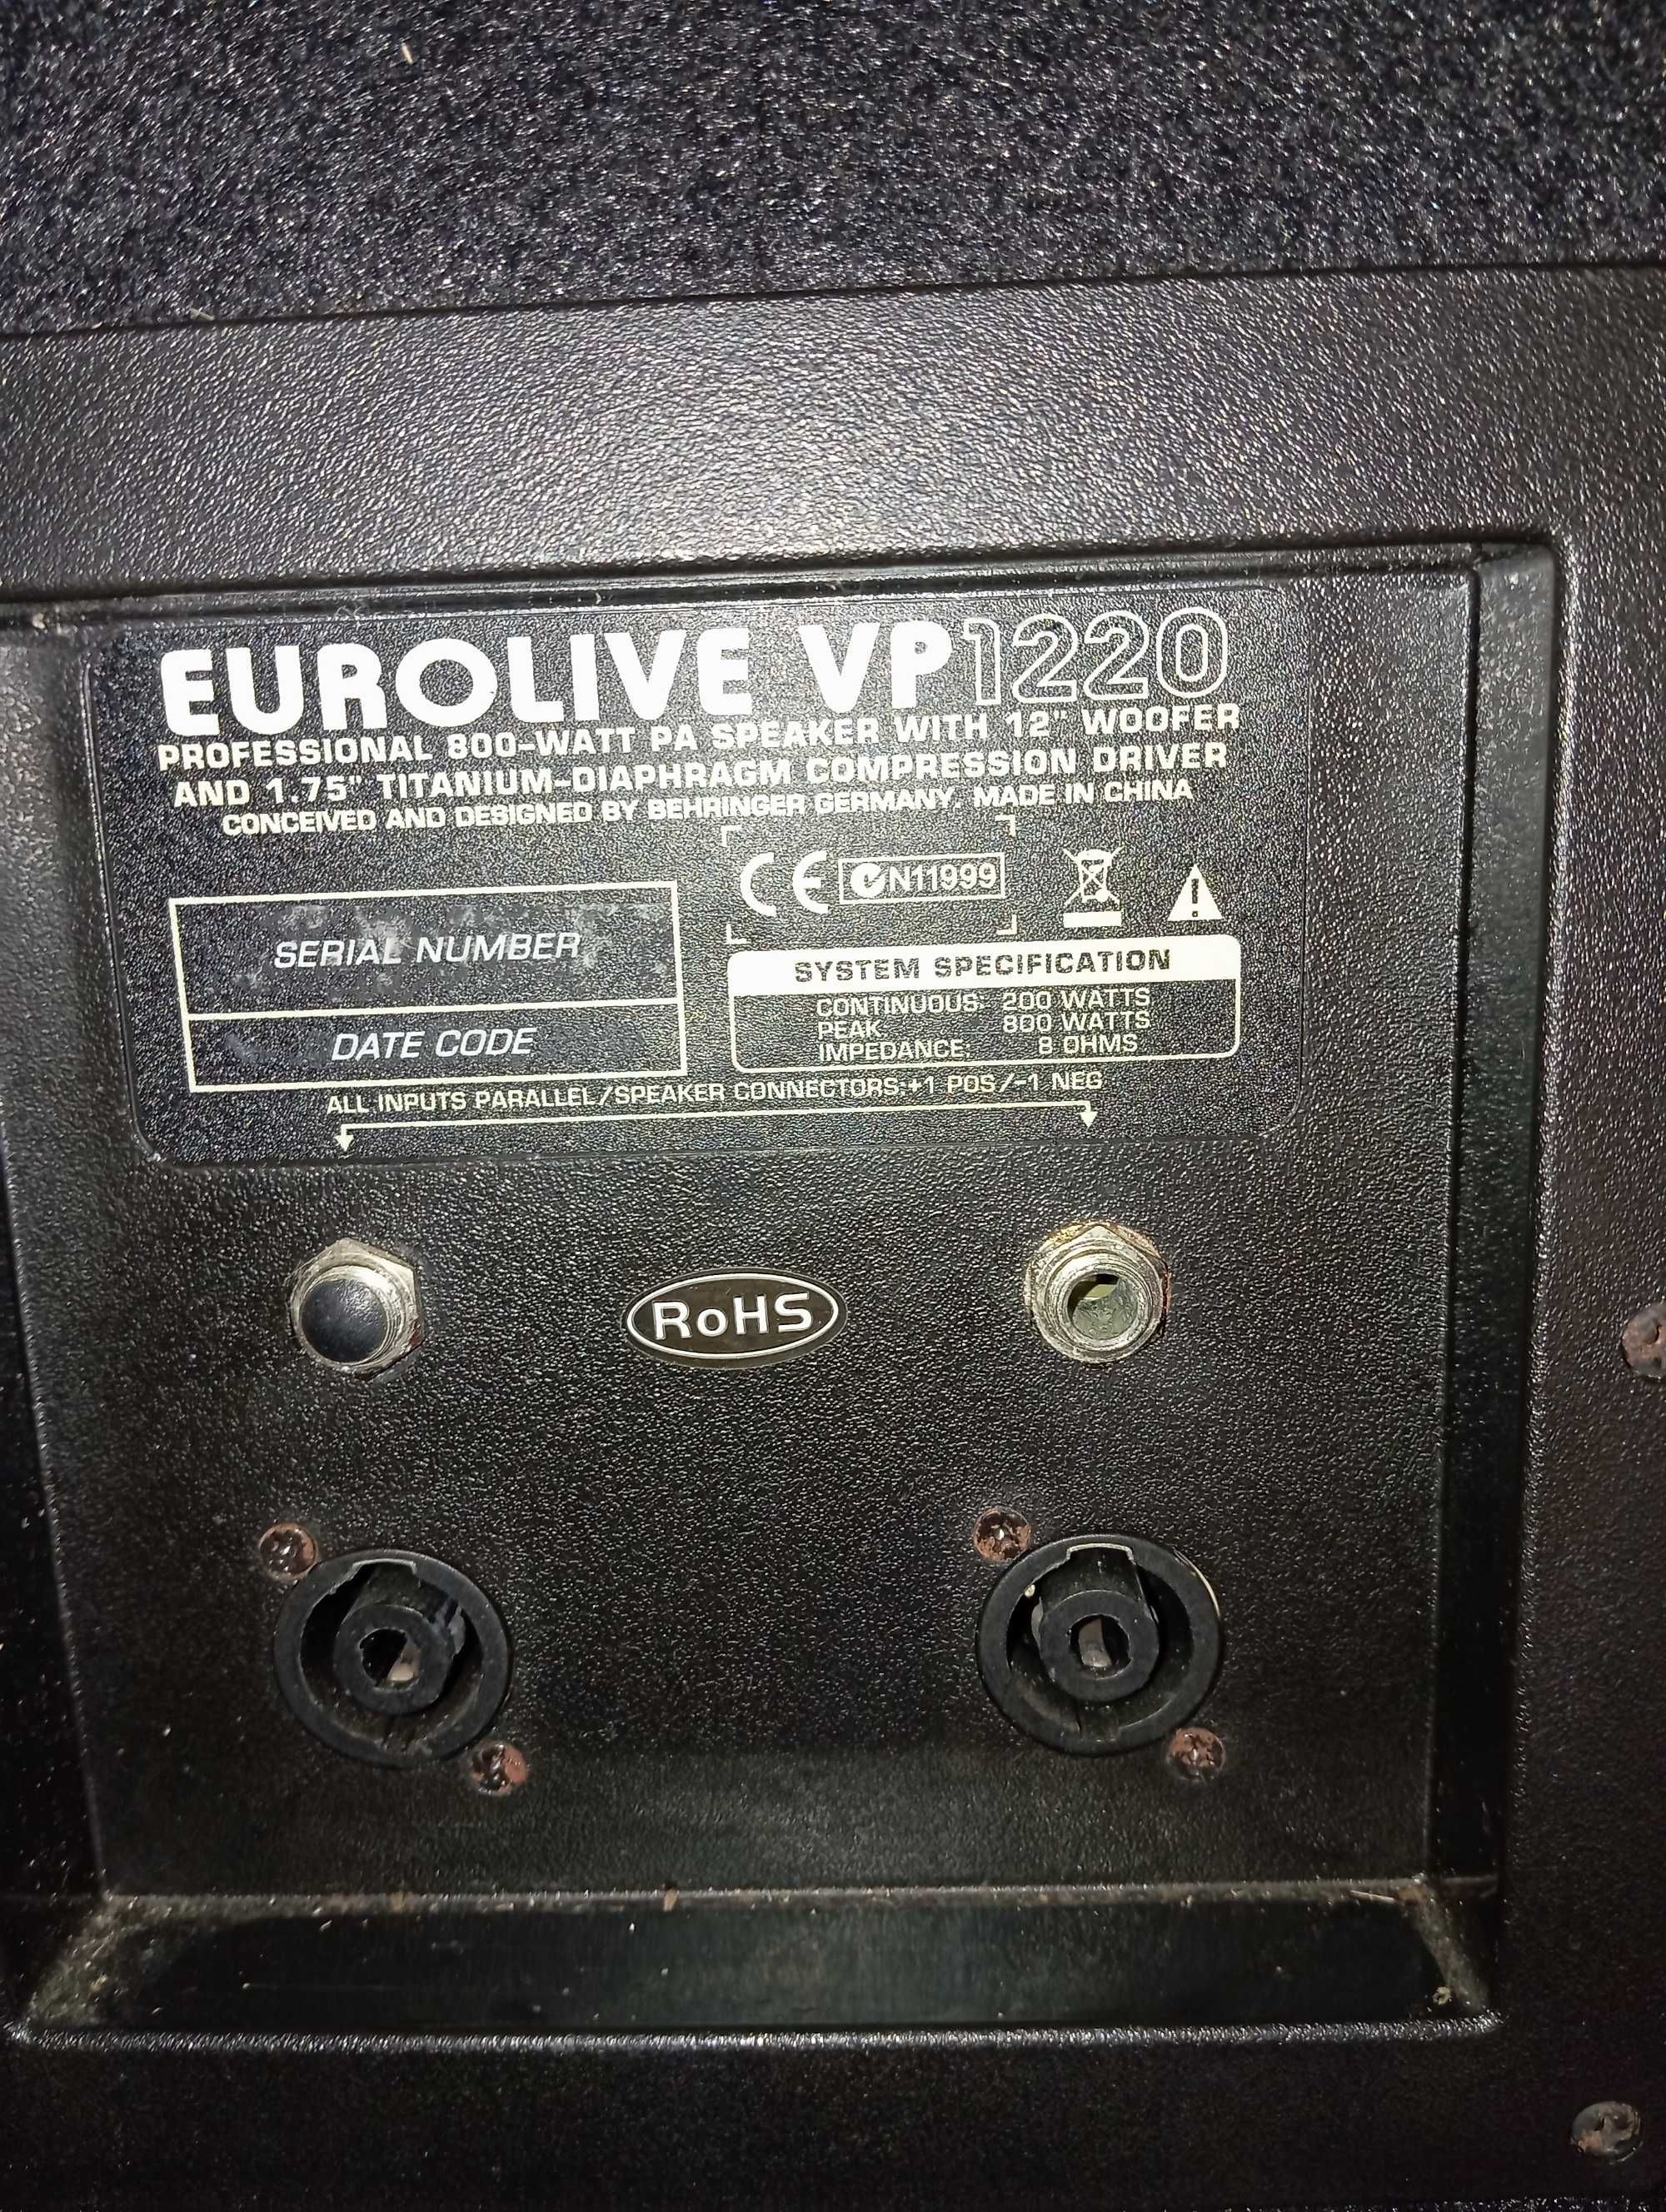 EUROLIVE VP1220
PROFESSIONAL 800-WATT PA SPEAKER WITH 12" WOOFER
AND 1.75" TITANIUM-DIAPHRAGM COMPRESSION DRIVER
CONCEIVED AND DESIGNED BY BEHRINGER GERMANY. MADE IN CHINA
CE N11999
SERIAL NUMBER
DATE CODE
SYSTEM SPECIFICATION
CONTINUOUS: 200 WATTS
PEAK 800 WATTS
IMPEDANCE: 8 OHMS
ALL INPUTS PARALLEL/SPEAKER CONNECTORS:+1 POS/-1 NEG
RoHS